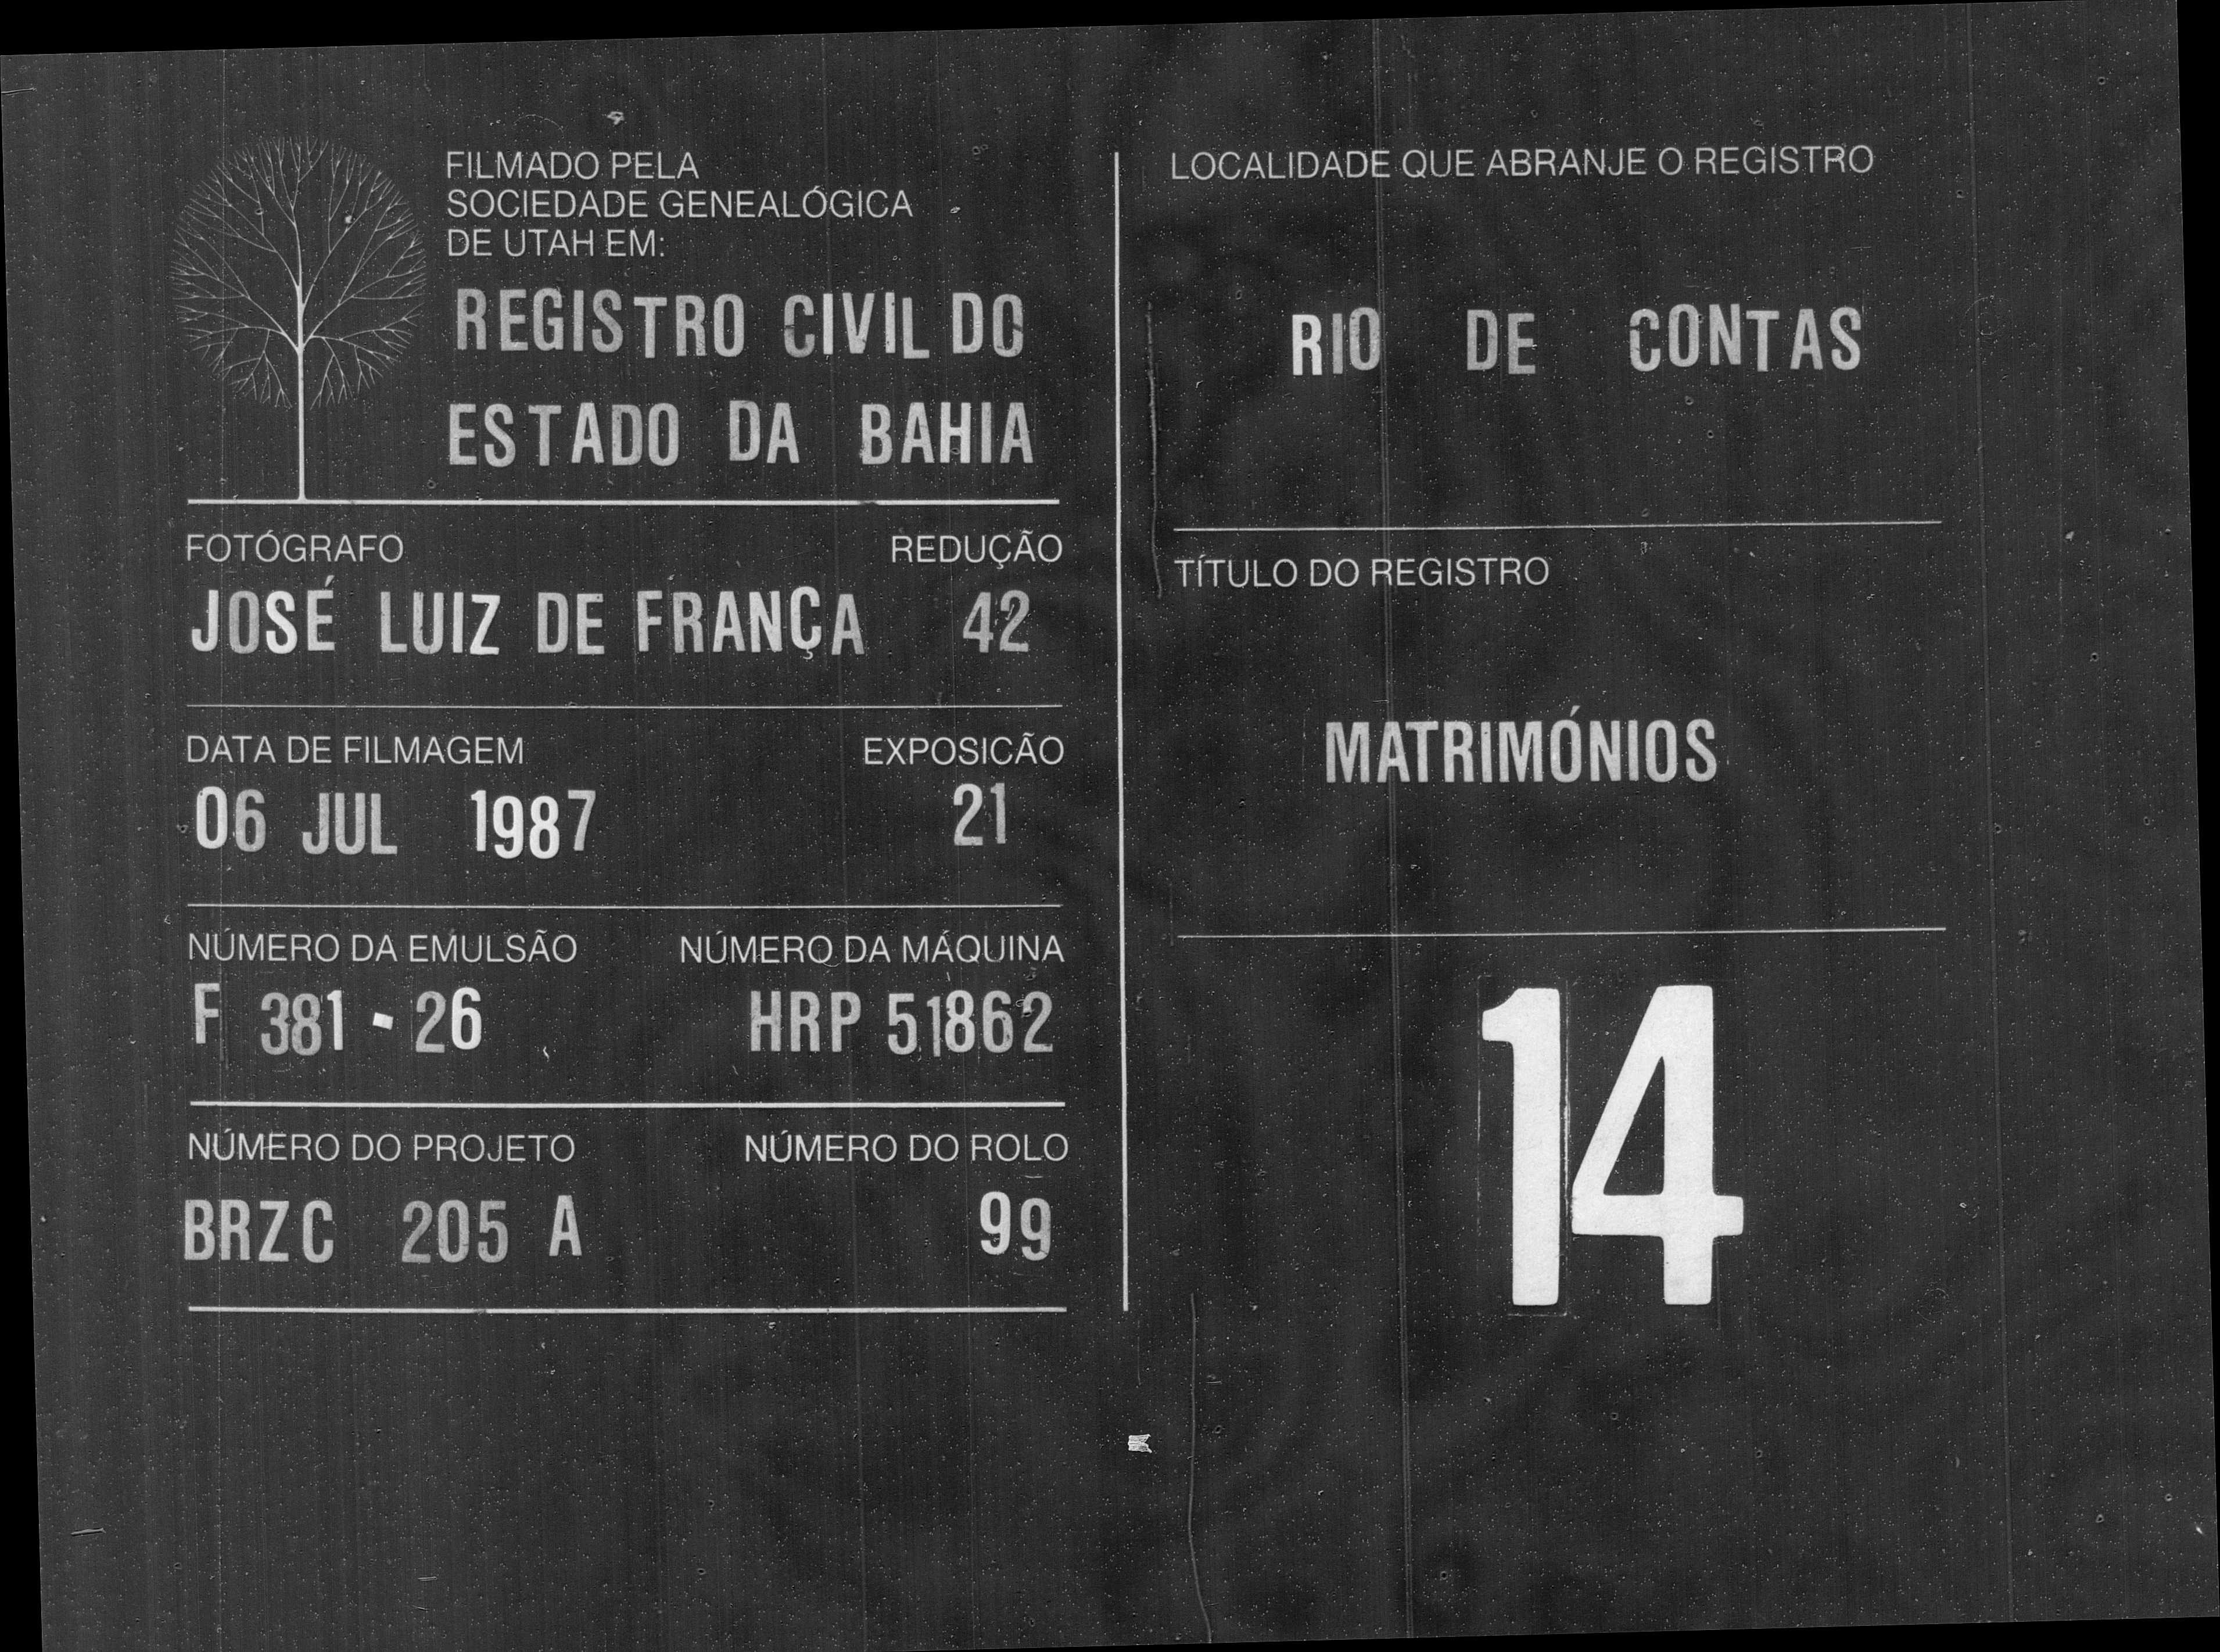 FILMADO PELA
SOCIEDADE GENEALÓGICA
DE UTAH EM:
REGISTRO CIVIL DO
ESTADO DA BAHIA
FOTÓGRAFO REDUÇÃO
JOSÉ LUIZ DE FRANÇA 42
DATA DE FILMAGEM EXPOSICÃO
06 JUL 1987 21
NÚMERO DA EMULSÃO NÚMERO DA MÁQUINA
F 381 - 26 HRP 51862
NÚMERO DO PROJETO NÚMERO DO ROLO
BRZC 205 A 99
LOCALIDADE QUE ABRANJE O REGISTRO
RIO DE CONTAS
TÍTULO DO REGISTRO
MATRIMÓNIOS
14